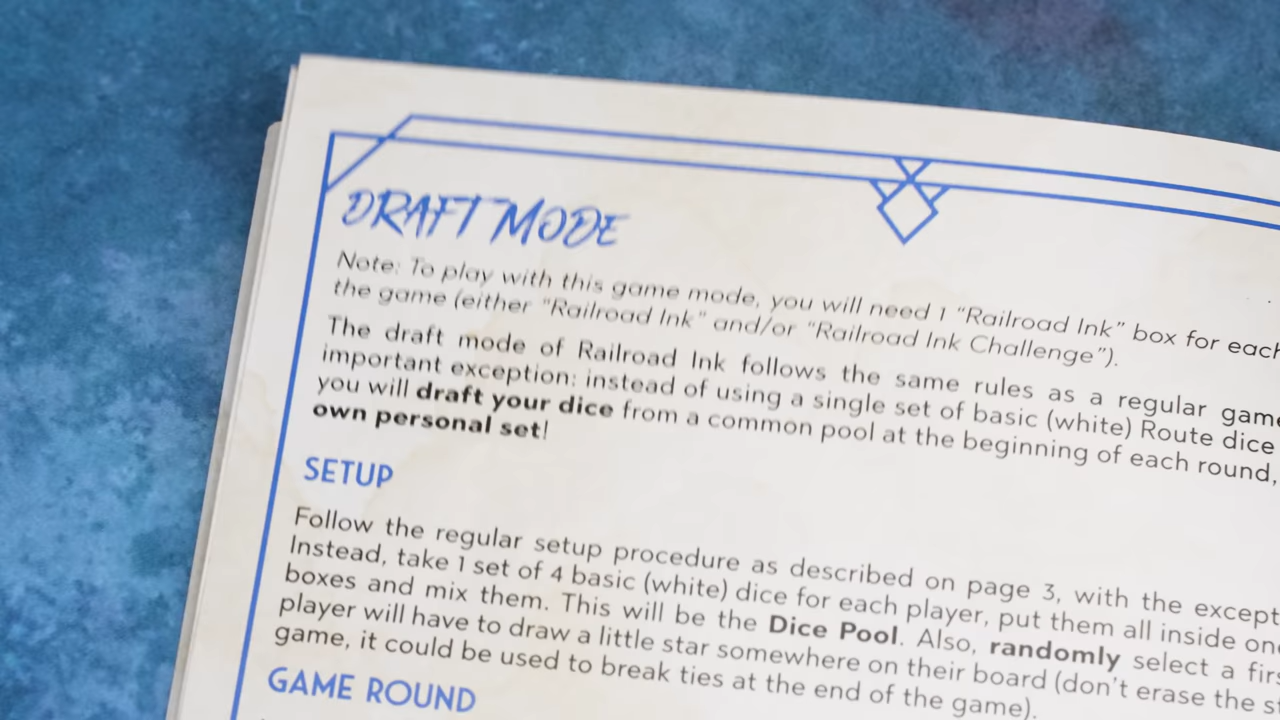 DRAFT MODE
Note: To play with this game mode, you will need 1 "Railroad Ink" box for each
the game (either "Railroad Ink" and/or "Railroad Ink Challenge").
The draft mode of Railroad Ink follows the same rules as a regular game
important exception: instead of using a single set of basic (white) Route dice
you will draft your dice from a common pool at the beginning of each round,
own personal set!
SETUP
Follow the regular setup procedure as described on page 3, with the except
Instead, take 1 set of 4 basic (white) dice for each player, put them all inside one
boxes and mix them. This will be the Dice Pool. Also, randomly select a firs
player will have to draw a little star somewhere on their board (don't erase the st
game, it could be used to break ties at the end of the game).
GAME ROUND